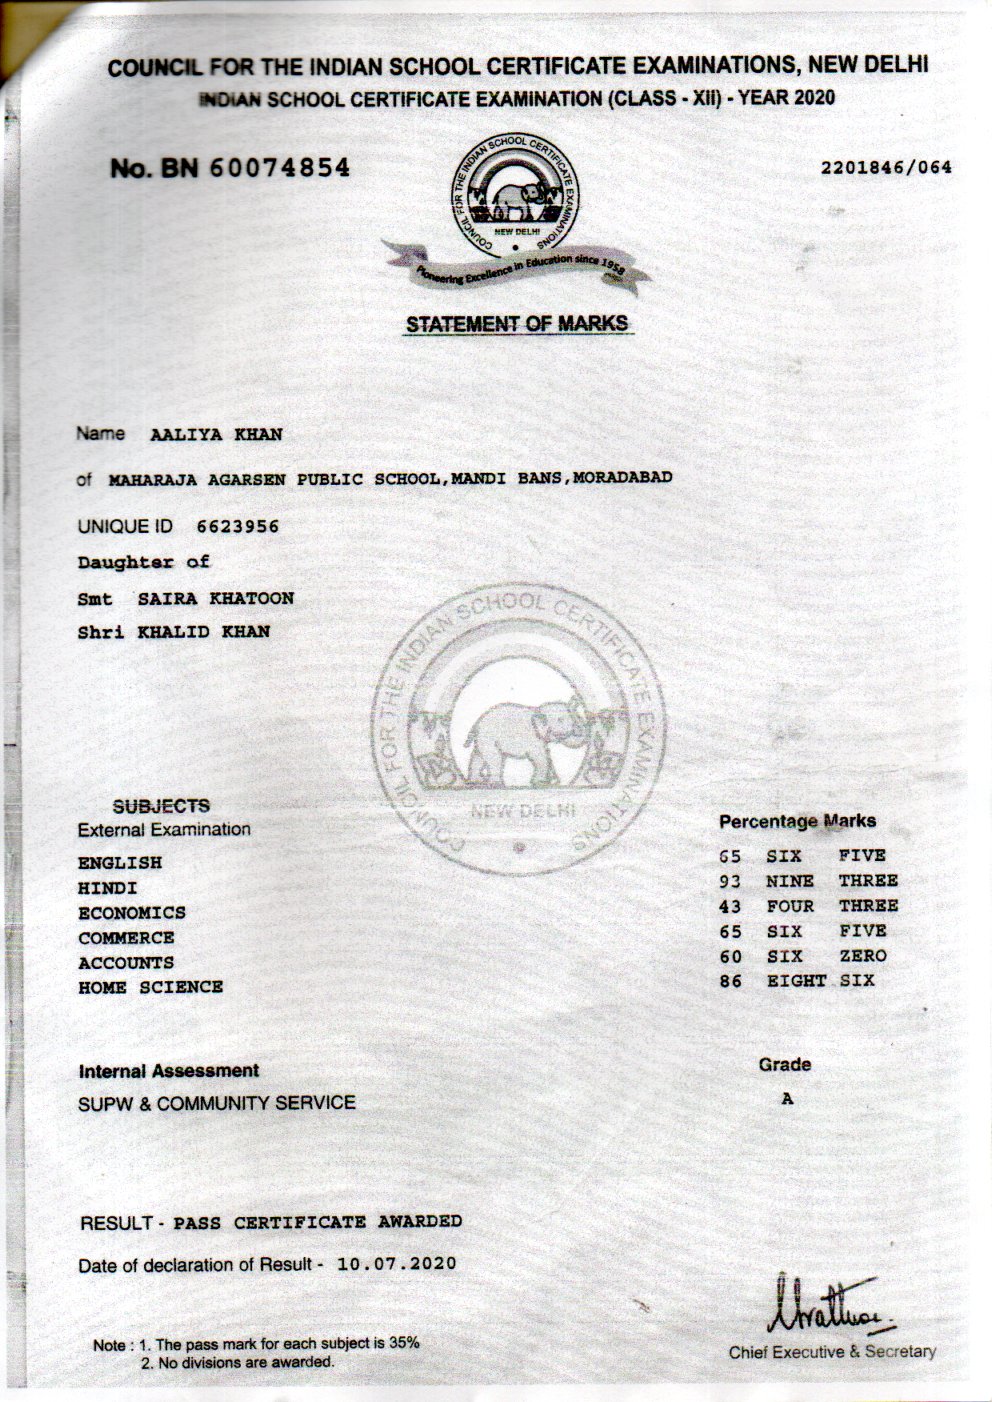 COUNCIL FOR THE INDIAN SCHOOL CERTIFICATE EXAMINATIONS, NEW DELHI
INDIAN SCHOOL CERTIFICATE EXAMINATION (CLASS - XII) - YEAR 2020
No. BN 60074854
2201846/064
COUNCIL FOR THE INDIAN SCHOOL CERTIFICATE EXAMINATIONS
NEW DELHI
Pioneering Excellence in Education since 1958
STATEMENT OF MARKS
Name AALIYA KHAN
of MAHARAJA AGARSEN PUBLIC SCHOOL,MANDI BANS,MORADABAD
UNIQUE ID 6623956
Daughter of
Smt SAIRA KHATOON
Shri KHALID KHAN
COUNCIL FOR THE INDIAN SCHOOL CERTIFICATE EXAMINATIONS
NEW DELHI
SUBJECTS
External Examination Percentage Marks
ENGLISH 65 SIX FIVE
HINDI 93 NINE THREE
ECONOMICS 43 FOUR THREE
COMMERCE 65 SIX FIVE
ACCOUNTS 60 SIX ZERO
HOME SCIENCE 86 EIGHT SIX
Internal Assessment Grade
SUPW & COMMUNITY SERVICE A
RESULT - PASS CERTIFICATE AWARDED
Date of declaration of Result - 10.07.2020
Note : 1. The pass mark for each subject is 35%
2. No divisions are awarded.
Chief Executive & Secretary